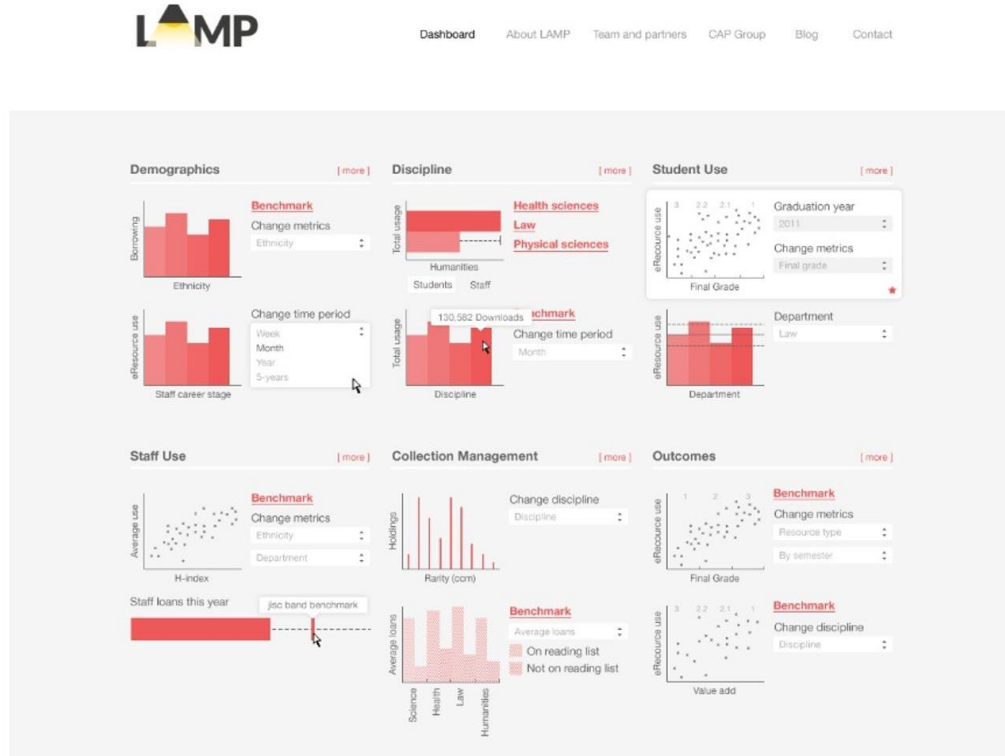 LAMP
Dashboard About LAMP Team and partners CAP Group Blog Contact
Demographics [ more ]
Borrowing
Ethnicity
Benchmark
Change metrics
Ethnicity
eResource use
Staff career stage
Change time period
Week
Month
Year
5-years
Discipline [ more ]
Total usage
Humanities
Students Staff
Health sciences
Law
Physical sciences
Total usage
130,582 Downloads
Discipline
Change time period
Month
Student Use [ more ]
eRecource use
3 2.2 2.1 1
Final Grade
Graduation year
2011
Change metrics
Final grade
eResource use
Department
Department
Law
Staff Use [ more ]
Average use
H-index
Benchmark
Change metrics
Ethnicity
Department
Staff loans this year
jisc band benchmark
Collection Management [ more ]
Holdings
Rarity (ccm)
Change discipline
Discipline
Average loans
Science
Health
Law
Humanities
Benchmark
Average loans
On reading list
Not on reading list
Outcomes [ more ]
eRecource use
1 2 3
Final Grade
Benchmark
Change metrics
Resource type
By semester
eRecource use
3 2.2 2.1 1
Value add
Benchmark
Change discipline
Discipline